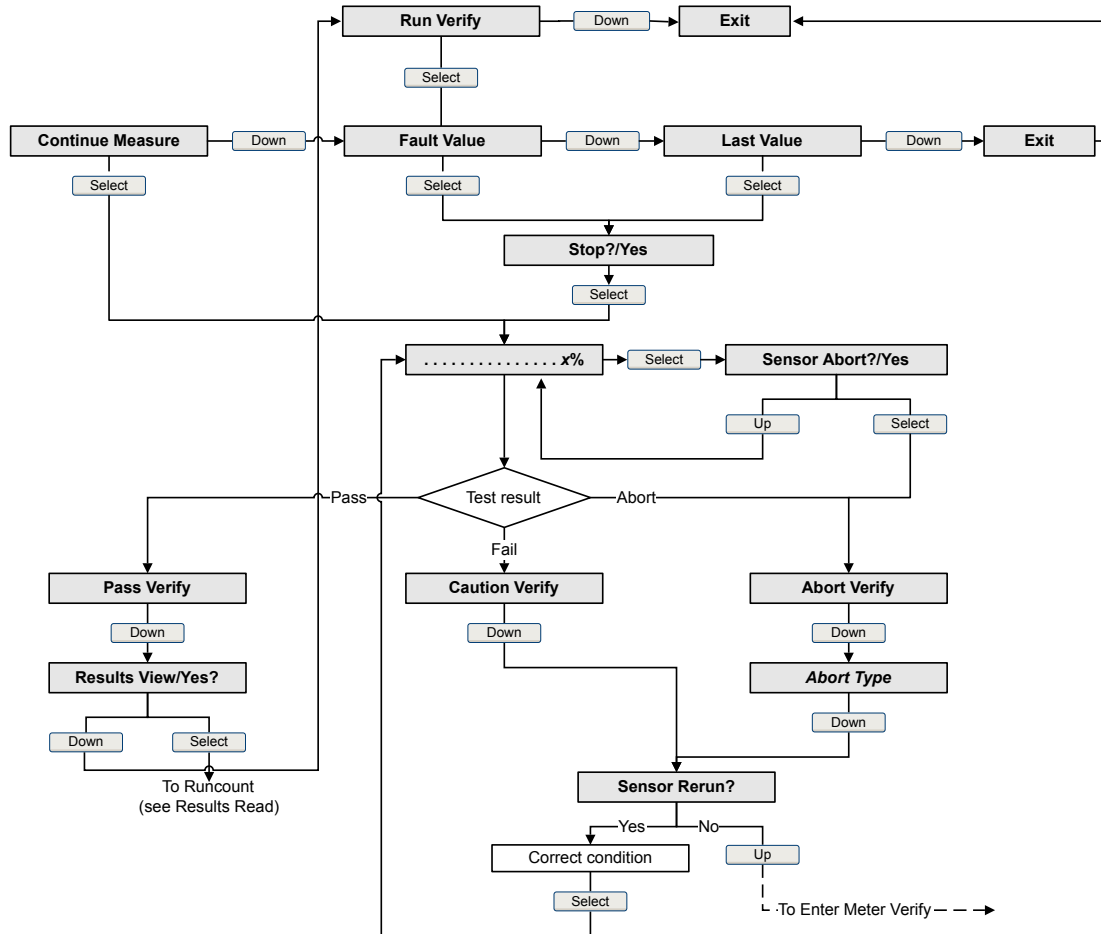 Run Verify
Down
Exit
Select
Continue Measure
Down
Fault Value
Down
Last Value
Down
Exit
Select
Select
Select
Stop?/Yes
Select
. . . . . . . . . . . . . . . x%
Select
Sensor Abort?/Yes
Up
Select
Pass
Test result
Abort
Fail
Pass Verify
Caution Verify
Abort Verify
Down
Down
Down
Results View/Yes?
Abort Type
Down
Select
Down
To Runcount
(see Results Read)
Sensor Rerun?
Yes
No
Correct condition
Up
Select
To Enter Meter Verify